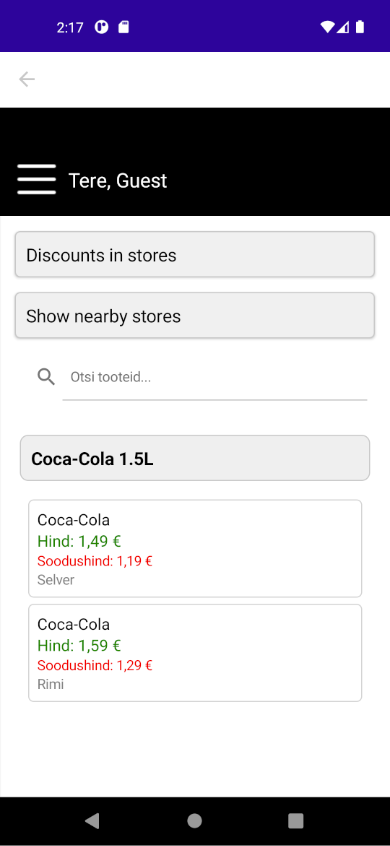 2:17
Tere, Guest
Discounts in stores
Show nearby stores
Otsi tooteid...
Coca-Cola 1.5L
Coca-Cola
Hind: 1,49 €
Soodushind: 1,19 €
Selver
Coca-Cola
Hind: 1,59 €
Soodushind: 1,29 €
Rimi